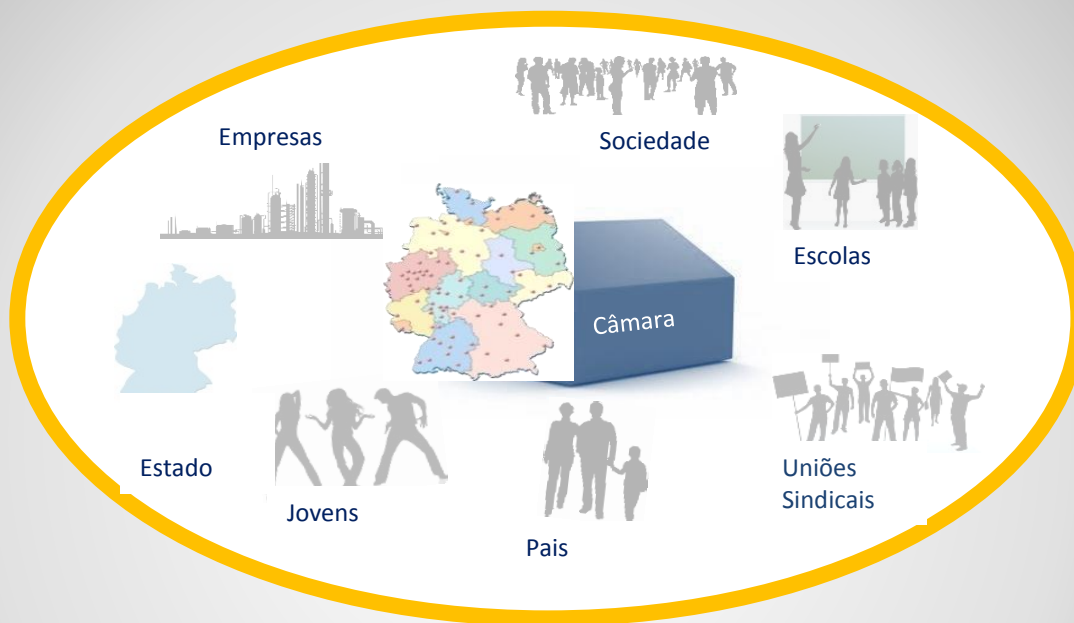 Sociedade
Empresas
Escolas
Câmara
Estado
Uniões
Sindicais
Jovens
Pais